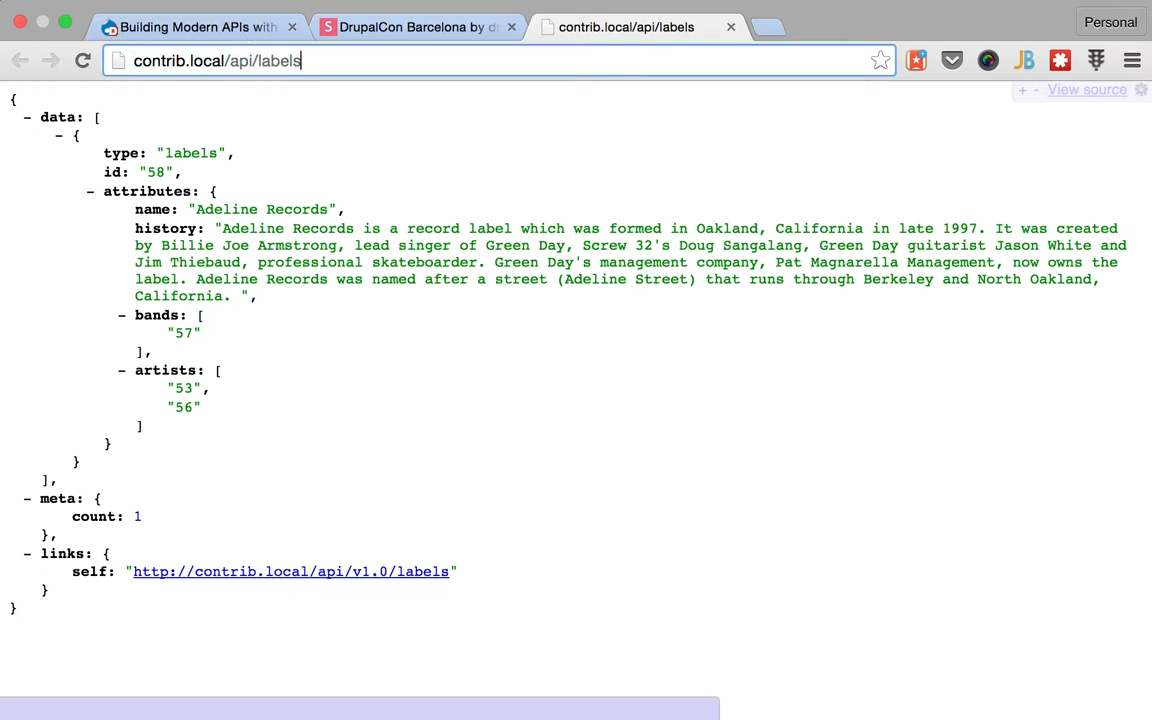 Building Modern APIs with
DrupalCon Barcelona by d
contrib.local/api/labels
Personal
contrib.local/api/labels
+ - View source
{
- data: [
- {
type: "labels",
id: "58",
- attributes: {
name: "Adeline Records",
history: "Adeline Records is a record label which was formed in Oakland, California in late 1997. It was created
by Billie Joe Armstrong, lead singer of Green Day, Screw 32's Doug Sangalang, Green Day guitarist Jason White and
Jim Thiebaud, professional skateboarder. Green Day's management company, Pat Magnarella Management, now owns the
label. Adeline Records was named after a street (Adeline Street) that runs through Berkeley and North Oakland,
California. ",
- bands: [
"57"
],
- artists: [
"53",
"56"
]
}
}
],
- meta: {
count: 1
},
- links: {
self: "http://contrib.local/api/v1.0/labels"
}
}